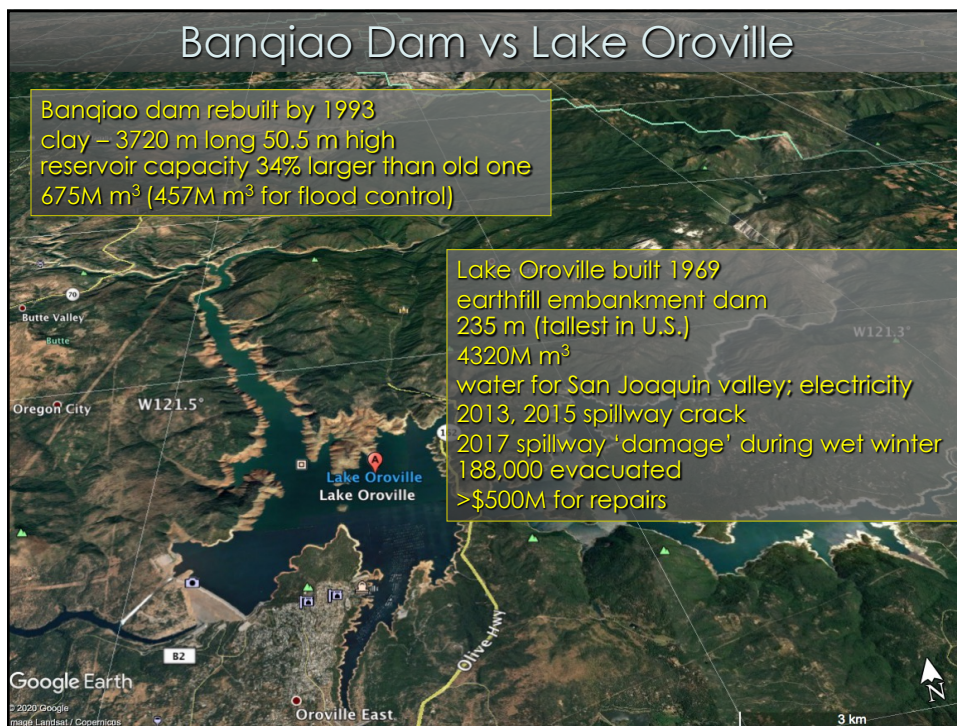 Banqiao Dam vs Lake Oroville
Banqiao dam rebuilt by 1993
clay – 3720 m long 50.5 m high
reservoir capacity 34% larger than old one
675M m³ (457M m³ for flood control)
Lake Oroville built 1969
earthfill embankment dam
235 m (tallest in U.S.)
4320M m³
water for San Joaquin valley; electricity
2013, 2015 spillway crack
2017 spillway ‘damage’ during wet winter
188,000 evacuated
>$500M for repairs
70
Butte Valley
Butte
W121.3°
Oregon City
W121.5°
A
Lake Oroville
Lake Oroville
B2
Olive Hwy
Google Earth
© 2020 Google
Image Landsat / Copernicus
Oroville East
N
3 km